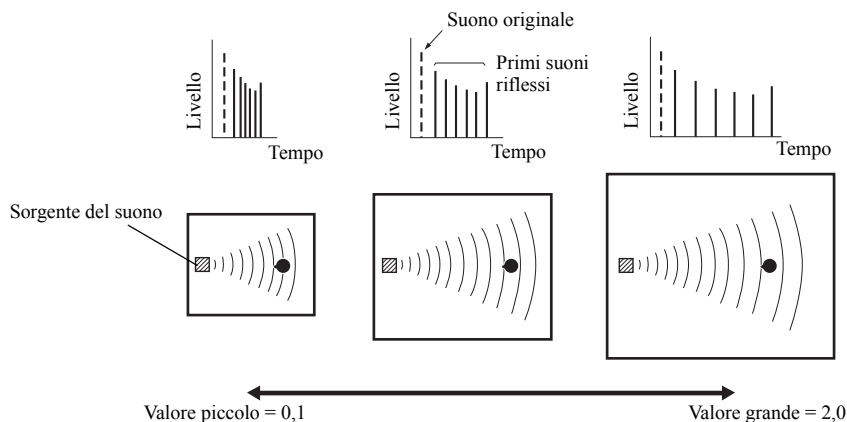 Suono originale
Primi suoni
riflessi
Livello
Tempo
Livello
Tempo
Livello
Tempo
Sorgente del suono
Valore piccolo = 0,1
Valore grande = 2,0